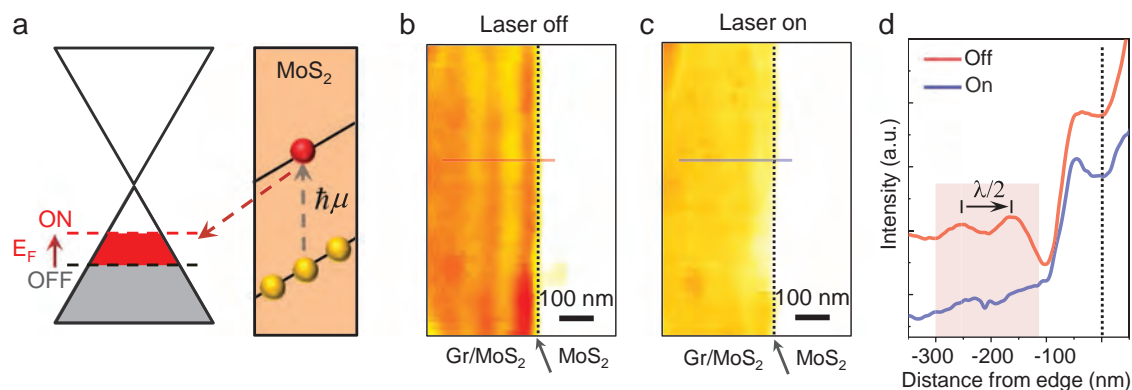 a
MoS₂
ħμ
ON
E_F
OFF
b
Laser off
100 nm
Gr/MoS₂
MoS₂
c
Laser on
100 nm
Gr/MoS₂
MoS₂
d
Off
On
λ/2
Intensity (a.u.)
-300 -200 -100 0
Distance from edge (nm)